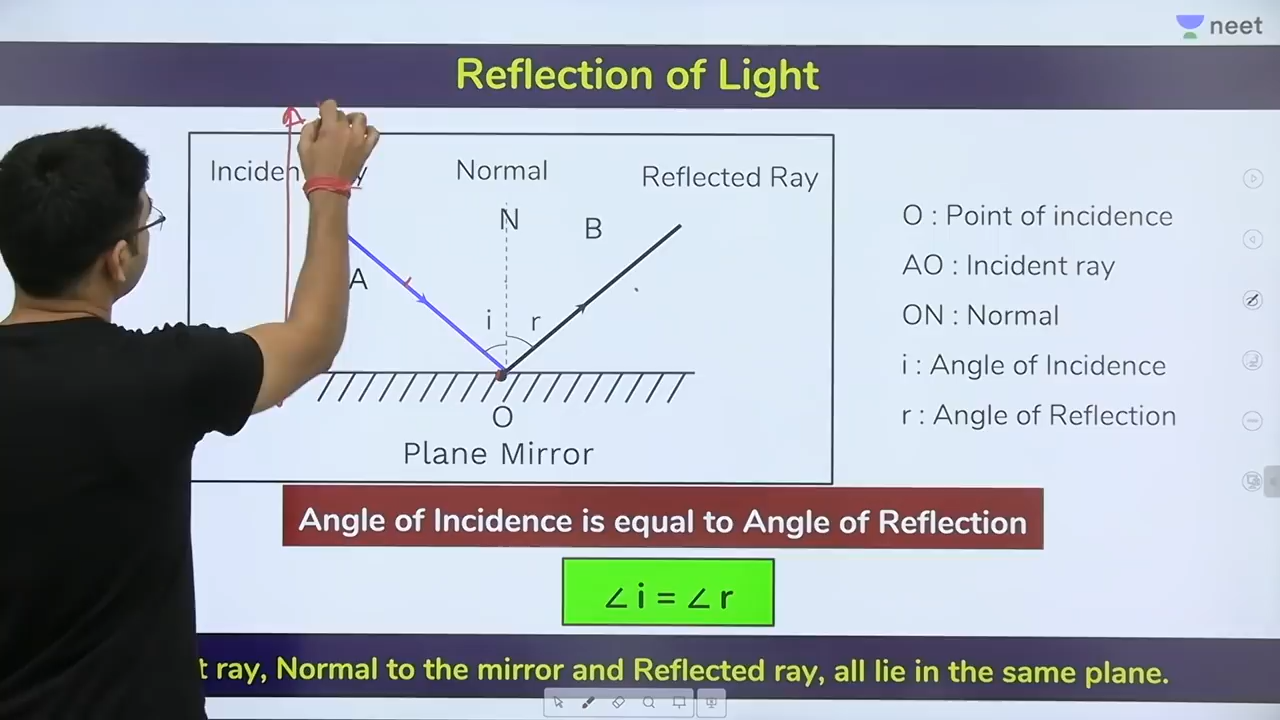 neet
Reflection of Light
Normal
Reflected Ray
N
B
A
i
r
O
Plane Mirror
O : Point of incidence
AO : Incident ray
ON : Normal
i : Angle of Incidence
r : Angle of Reflection
Angle of Incidence is equal to Angle of Reflection
∠ i = ∠ r
ray, Normal to the mirror and Reflected ray, all lie in the same plane.